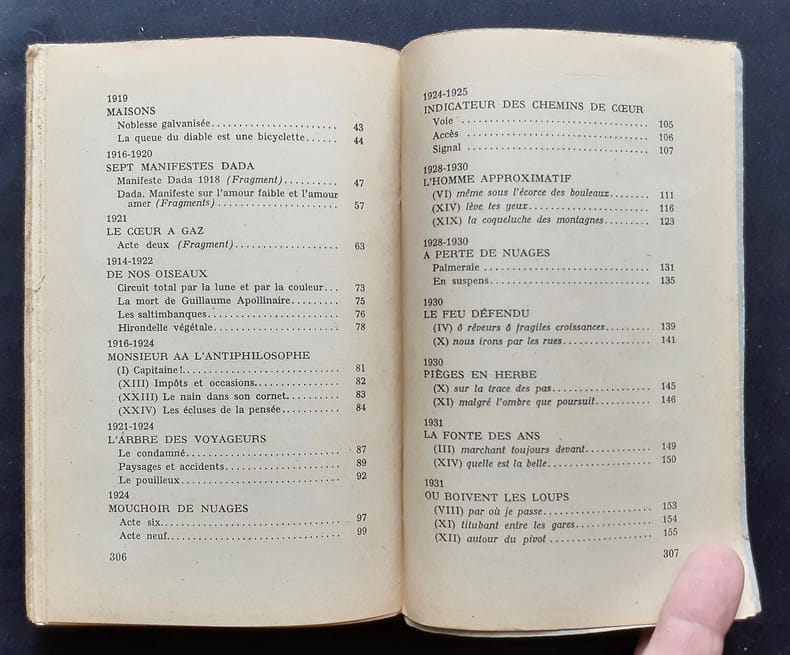 1919
MAISONS
Noblesse galvanisée...................... 43
La queue du diable est une bicyclette...... 44
1916-1920
SEPT MANIFESTES DADA
Manifeste Dada 1918 (Fragment).......... 47
Dada. Manifeste sur l'amour faible et l'amour
amer (Fragments) ...................... 57
1921
LE CŒUR A GAZ
Acte deux (Fragment)................... 63
1914-1922
DE NOS OISEAUX
Circuit total par la lune et par la couleur... 73
La mort de Guillaume Apollinaire......... 75
Les saltimbanques........................ 76
Hirondelle végétale....................... 78
1916-1924
MONSIEUR AA L'ANTIPHILOSOPHE
(I) Capitaine!............................ 81
(XIII) Impôts et occasions............... 82
(XXIII) Le nain dans son cornet.......... 83
(XXIV) Les écluses de la pensée.......... 84
1921-1924
L'ARBRE DES VOYAGEURS
Le condamné............................ 87
Paysages et accidents..................... 89
Le pouilleux............................. 92
1924
MOUCHOIR DE NUAGES
Acte six................................ 97
Acte neuf............................... 99
306
1924-1925
INDICATEUR DES CHEMINS DE CŒUR
Voie ................................. 105
Accès ................................ 106
Signal ................................ 107
1928-1930
L'HOMME APPROXIMATIF
(VI) même sous l'écorce des bouleaux....... 111
(XIV) lève tes yeux..................... 116
(XIX) la coqueluche des montagnes........ 123
1928-1930
A PERTE DE NUAGES
Palmeraie ............................. 131
En suspens............................ 135
1930
LE FEU DÉFENDU
(IV) ô rêveurs ô fragiles croissances........ 139
(X) nous irons par les rues............... 141
1930
PIÈGES EN HERBE
(X) sur la trace des pas................. 145
(XI) malgré l'ombre que poursuit.......... 146
1931
LA FONTE DES ANS
(III) marchant toujours devant............ 149
(XIV) quelle est la belle.................. 150
1931
OU BOIVENT LES LOUPS
(VIII) par où je passe................... 153
(XI) titubant entre les gares............. 154
(XII) autour du pivot .................. 155
307